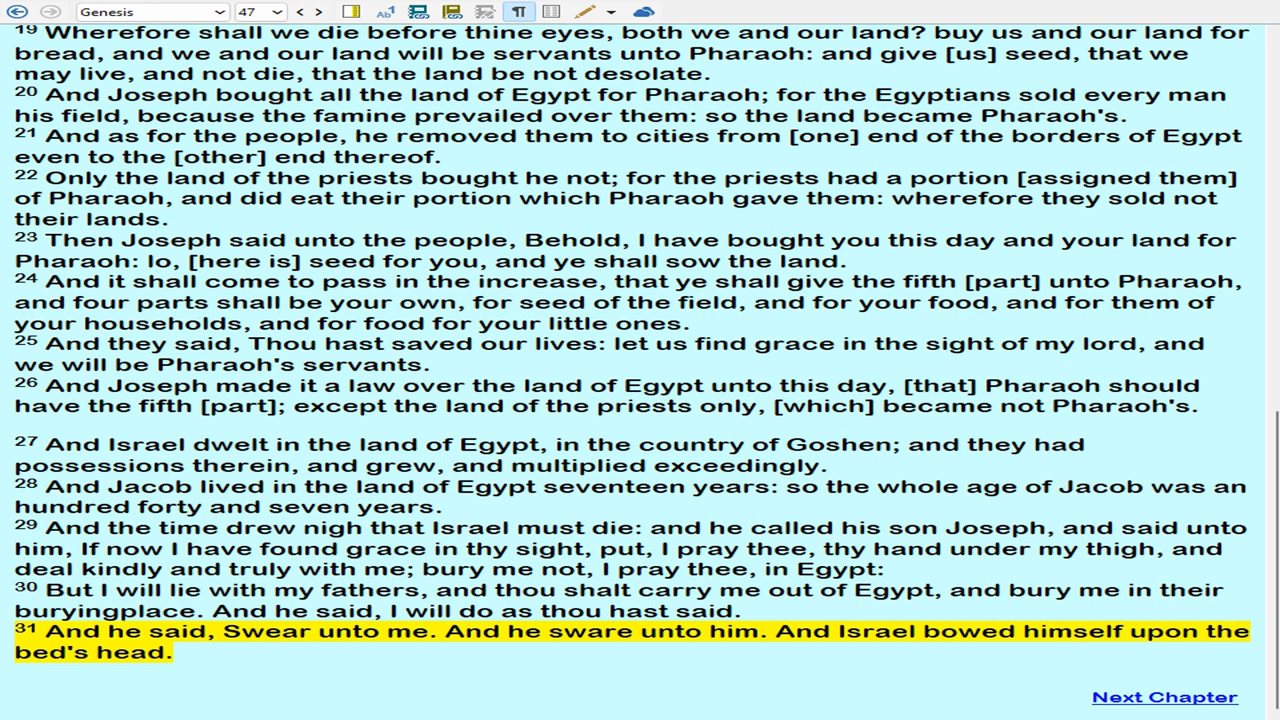 Genesis 47 < > Ab1 ¶
19 Wherefore shall we die before thine eyes, both we and our land? buy us and our land for
bread, and we and our land will be servants unto Pharaoh: and give [us] seed, that we
may live, and not die, that the land be not desolate.
20 And Joseph bought all the land of Egypt for Pharaoh; for the Egyptians sold every man
his field, because the famine prevailed over them: so the land became Pharaoh's.
21 And as for the people, he removed them to cities from [one] end of the borders of Egypt
even to the [other] end thereof.
22 Only the land of the priests bought he not; for the priests had a portion [assigned them]
of Pharaoh, and did eat their portion which Pharaoh gave them: wherefore they sold not
their lands.
23 Then Joseph said unto the people, Behold, I have bought you this day and your land for
Pharaoh: lo, [here is] seed for you, and ye shall sow the land.
24 And it shall come to pass in the increase, that ye shall give the fifth [part] unto Pharaoh,
and four parts shall be your own, for seed of the field, and for your food, and for them of
your households, and for food for your little ones.
25 And they said, Thou hast saved our lives: let us find grace in the sight of my lord, and
we will be Pharaoh's servants.
26 And Joseph made it a law over the land of Egypt unto this day, [that] Pharaoh should
have the fifth [part]; except the land of the priests only, [which] became not Pharaoh's.
27 And Israel dwelt in the land of Egypt, in the country of Goshen; and they had
possessions therein, and grew, and multiplied exceedingly.
28 And Jacob lived in the land of Egypt seventeen years: so the whole age of Jacob was an
hundred forty and seven years.
29 And the time drew nigh that Israel must die: and he called his son Joseph, and said unto
him, If now I have found grace in thy sight, put, I pray thee, thy hand under my thigh, and
deal kindly and truly with me; bury me not, I pray thee, in Egypt:
30 But I will lie with my fathers, and thou shalt carry me out of Egypt, and bury me in their
buryingplace. And he said, I will do as thou hast said.
31 And he said, Swear unto me. And he sware unto him. And Israel bowed himself upon the
bed's head.
Next Chapter